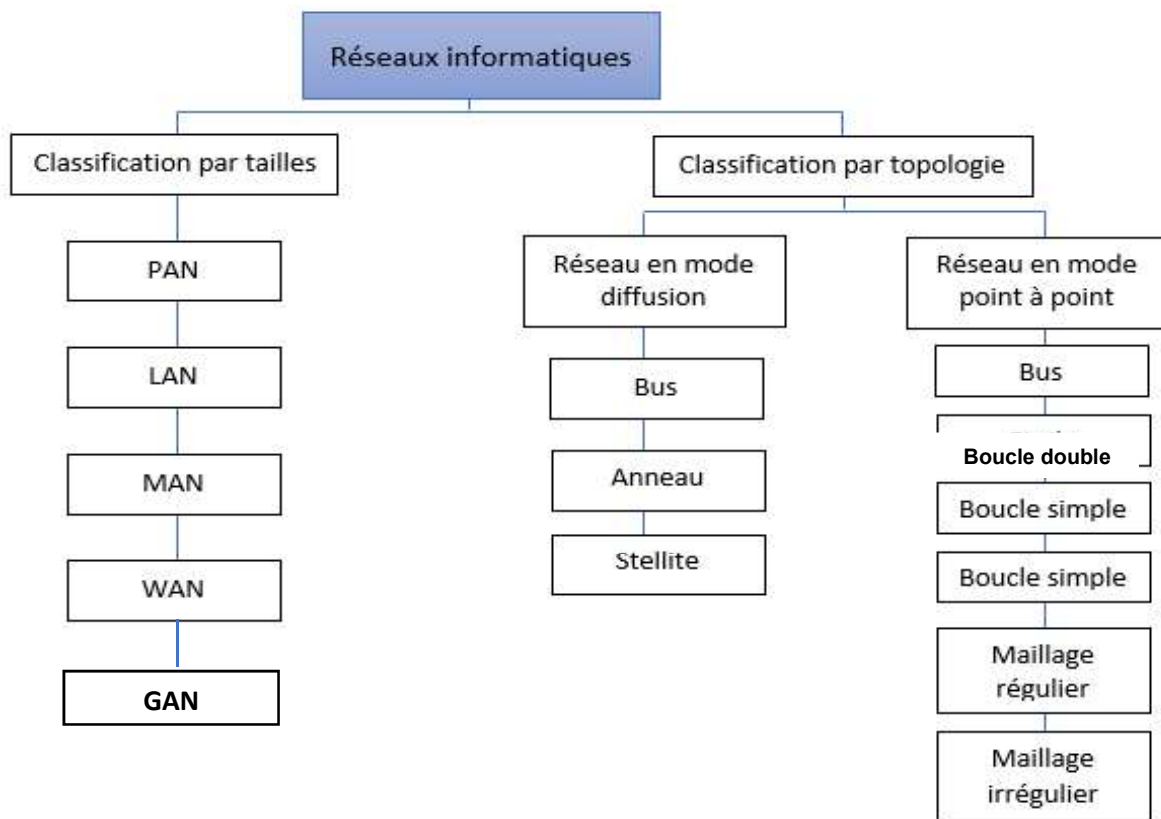 Réseaux informatiques
Classification par tailles
Classification par topologie
PAN
LAN
MAN
WAN
GAN
Réseau en mode
diffusion
Bus
Anneau
Stellite
Réseau en mode
point à point
Bus
Boucle double
Boucle simple
Boucle simple
Maillage
régulier
Maillage
irrégulier